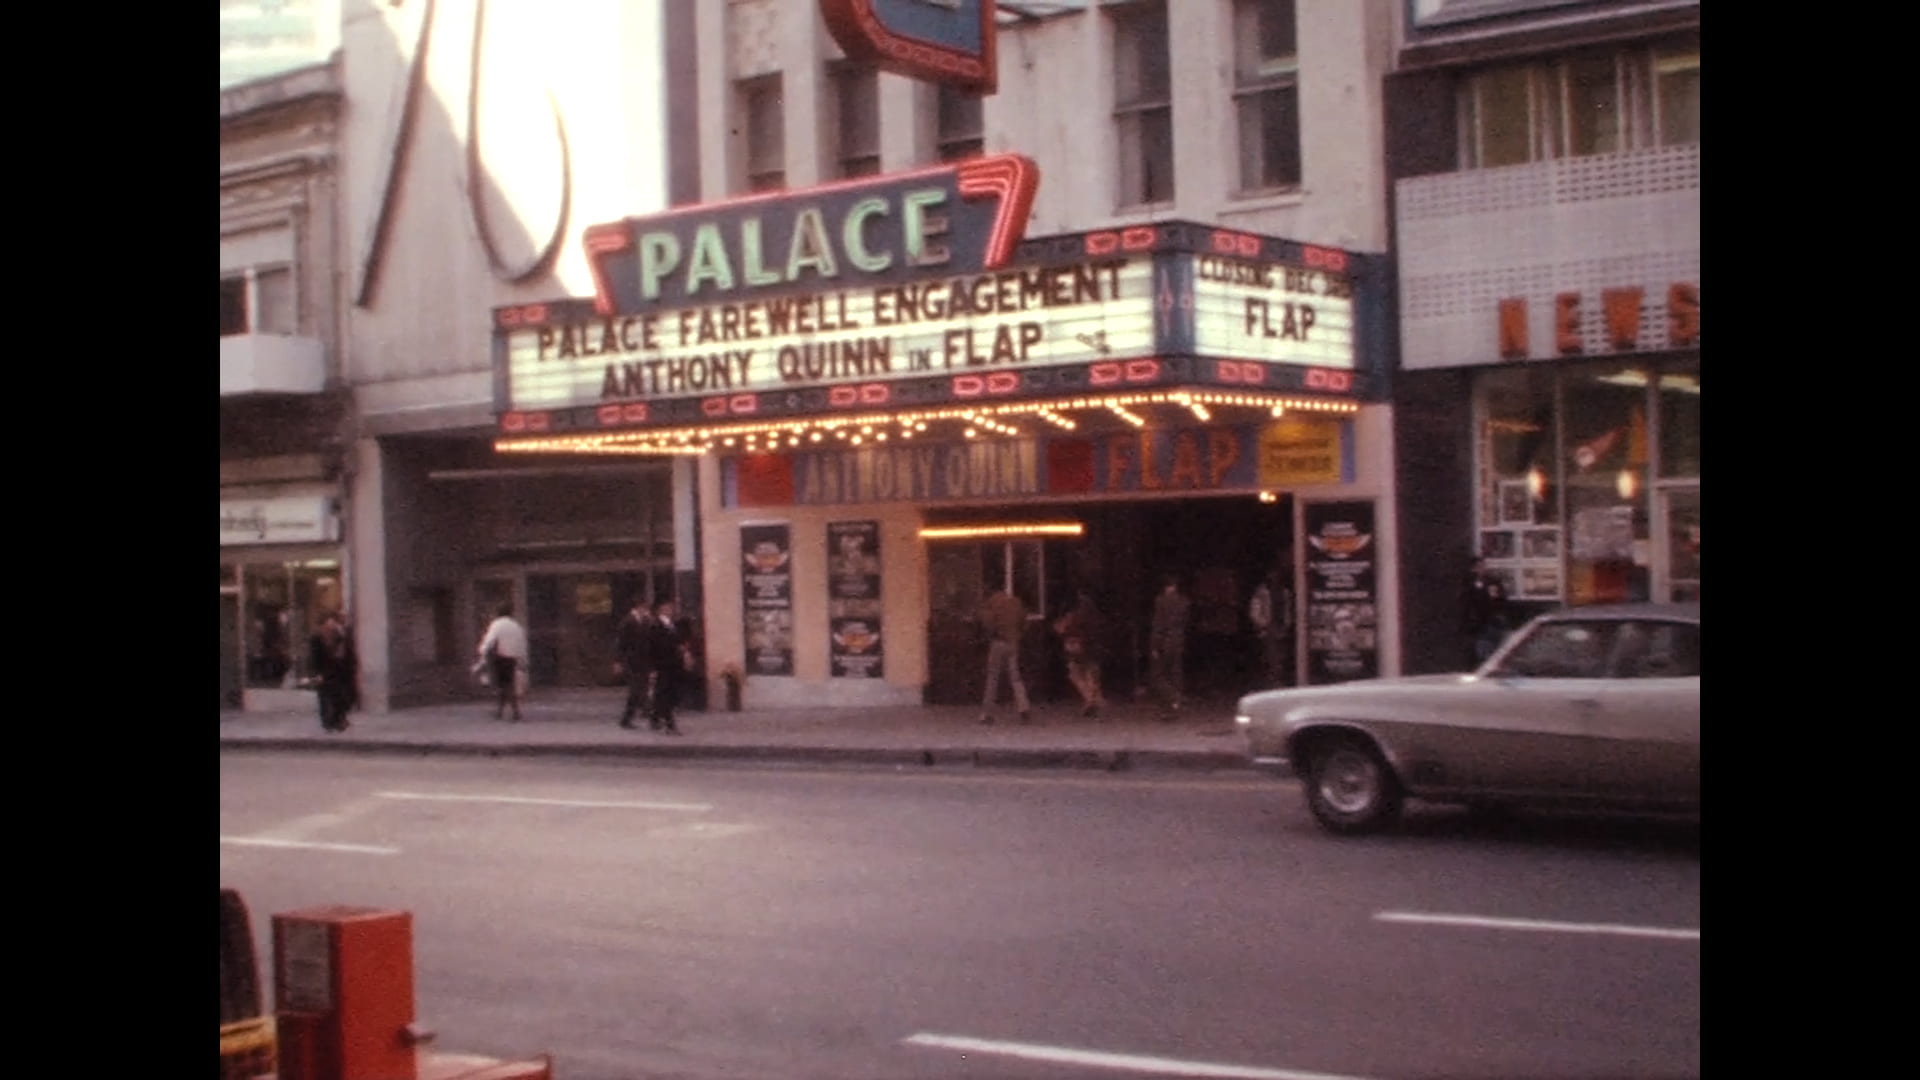 PALACE
PALACE FAREWELL ENGAGEMENT
ANTHONY QUINN IN FLAP
CLOSING DEC
FLAP
ANTHONY QUINN FLAP
NEWS